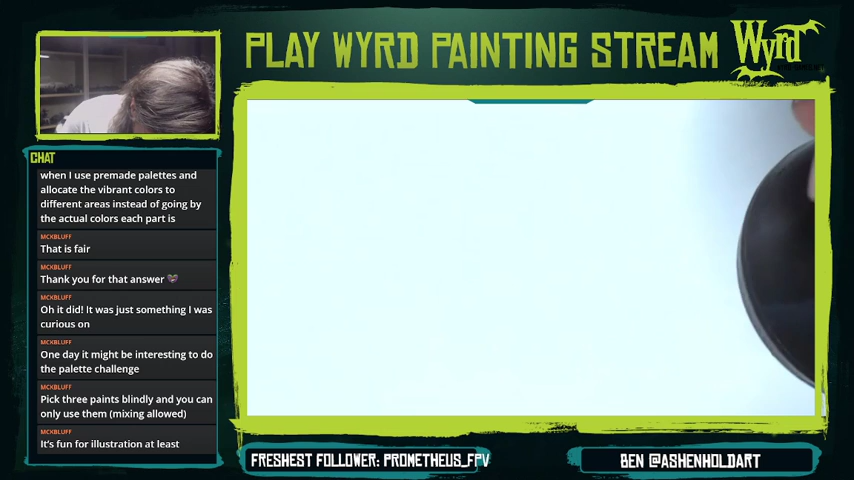 PLAY WYRD PAINTING STREAM
Wyrd
CHAT
when I use premade palettes and
allocate the vibrant colors to
different areas instead of going by
the actual colors each part is
MCKBLUFF
That is fair
MCKBLUFF
Thank you for that answer
MCKBLUFF
Oh it did! It was just something I was
curious on
MCKBLUFF
One day it might be interesting to do
the palette challenge
MCKBLUFF
Pick three paints blindly and you can
only use them (mixing allowed)
MCKBLUFF
It's fun for illustration at least
FRESHEST FOLLOWER: PROMETHEUS_FPV
BEN @ASHENHOLDART